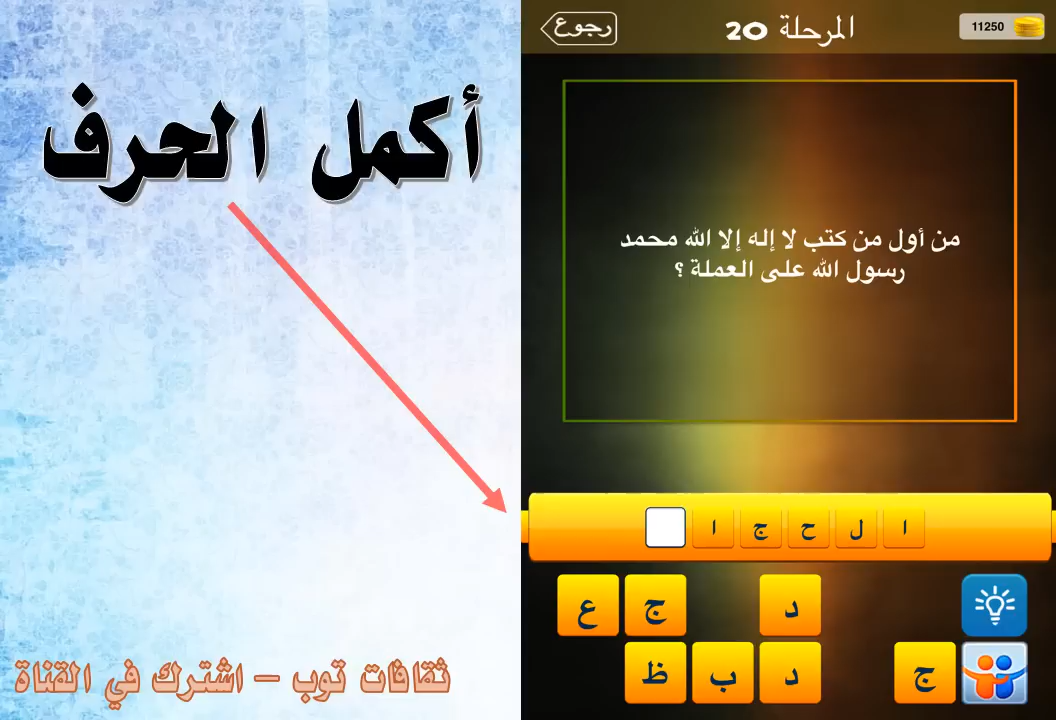 أكمل الحرف
ثقافات توب – اشترك في القناة
رجوع
المرحلة 20
11250
من أول من كتب لا إله إلا الله محمد
رسول الله على العملة ؟
ا ل ح ج ا
د ج ع
ج د ب ظ